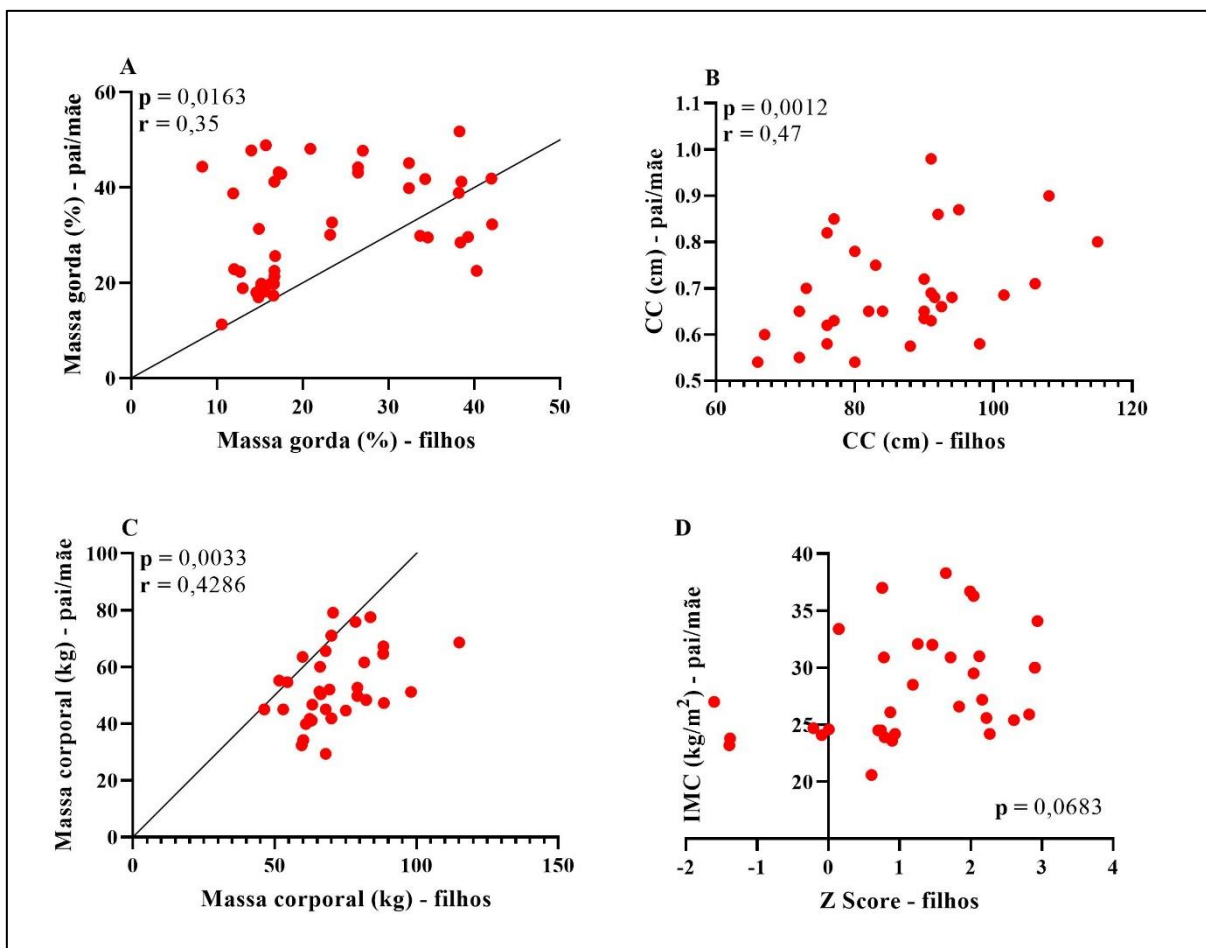 A
p = 0,0163
r = 0,35
Massa gorda (%) - pai/mãe
60
40
20
0
0 10 20 30 40 50
Massa gorda (%) - filhos
B
p = 0,0012
r = 0,47
CC (cm) - pai/mãe
1.1
1.0
0.9
0.8
0.7
0.6
0.5
60 80 100 120
CC (cm) - filhos
C
p = 0,0033
r = 0,4286
Massa corporal (kg) - pai/mãe
100
80
60
40
20
0
0 50 100 150
Massa corporal (kg) - filhos
D
IMC (kg/m²) - pai/mãe
40
35
30
25
20
p = 0,0683
-2 -1 0 1 2 3 4
Z Score - filhos